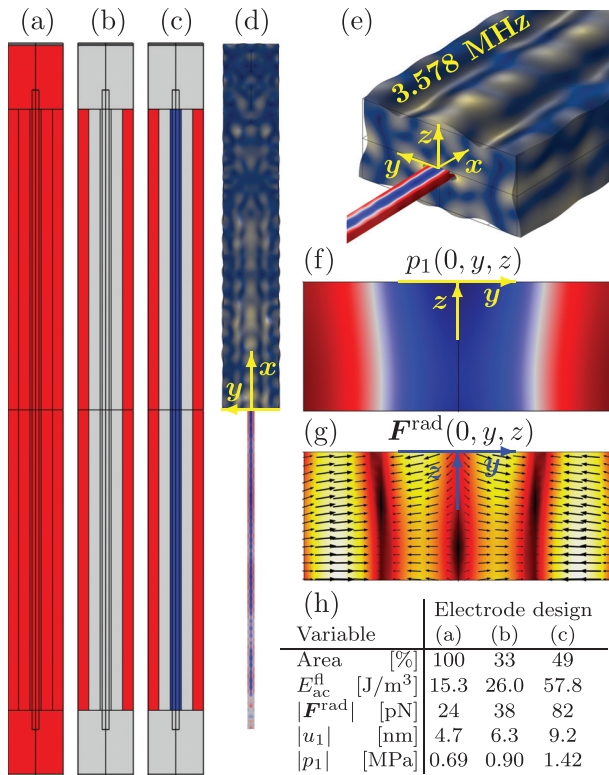 (a) (b) (c) (d)
x
y
(e)
3.578 MHz
z
y
x
(f) p₁(0, y, z)
z
y
(g) Fʳᵃᵈ(0, y, z)
z
y
(h)
Electrode design
Variable (a) (b) (c)
Area [%] 100 33 49
E_ac^fl [J/m³] 15.3 26.0 57.8
|Fʳᵃᵈ| [pN] 24 38 82
|u₁| [nm] 4.7 6.3 9.2
|p₁| [MPa] 0.69 0.90 1.42